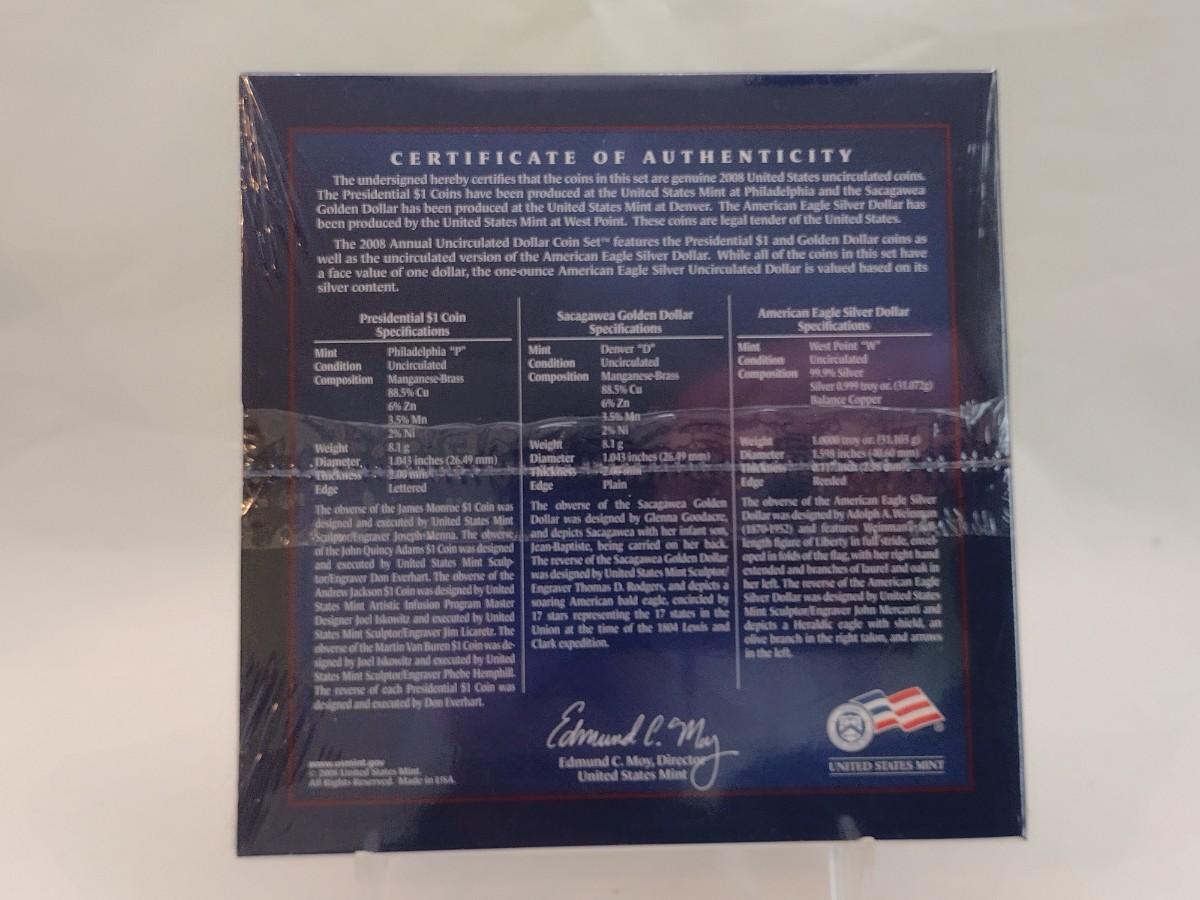 CERTIFICATE OF AUTHENTICITY
The undersigned hereby certifies that the coins in this set are genuine 2008 United States uncirculated coins.
The Presidential $1 Coins have been produced at the United States Mint at Philadelphia and the Sacagawea
Golden Dollar has been produced at the United States Mint at Denver. The American Eagle Silver Dollar has
been produced by the United States Mint at West Point. These coins are legal tender of the United States.
The 2008 Annual Uncirculated Dollar Coin Set™ features the Presidential $1 and Golden Dollar coins as
well as the uncirculated version of the American Eagle Silver Dollar. While all of the coins in this set have
a face value of one dollar, the one-ounce American Eagle Silver Uncirculated Dollar is valued based on its
silver content.
Presidential $1 Coin
Specifications
Mint Philadelphia "P"
Condition Uncirculated
Composition Manganese-Brass
88.5% Cu
6% Zn
3.5% Mn
2% Ni
Weight 8.1 g
Diameter 1.043 inches (26.49 mm)
Thickness 2.00 mm
Edge Lettered
The obverse of the James Monroe $1 Coin was
designed and executed by United States Mint
Sculptor/Engraver Joseph Menna. The obverse
of the John Quincy Adams $1 Coin was designed
and executed by United States Mint Sculp-
tor/Engraver Don Everhart. The obverse of the
Andrew Jackson $1 Coin was designed by United
States Mint Artistic Infusion Program Master
Designer Joel Iskowitz and executed by United
States Mint Sculptor/Engraver Jim Licaretz. The
obverse of the Martin Van Buren $1 Coin was de-
signed by Joel Iskowitz and executed by United
States Mint Sculptor/Engraver Phebe Hemphill.
The reverse of each Presidential $1 Coin was
designed and executed by Don Everhart.
Sacagawea Golden Dollar
Specifications
Mint Denver "D"
Condition Uncirculated
Composition Manganese-Brass
88.5% Cu
6% Zn
3.5% Mn
2% Ni
Weight 8.1 g
Diameter 1.043 inches (26.49 mm)
Thickness 2.00 mm
Edge Plain
The obverse of the Sacagawea Golden
Dollar was designed by Glenna Goodacre,
and depicts Sacagawea with her infant son,
Jean-Baptiste, being carried on her back.
The reverse of the Sacagawea Golden Dollar
was designed by United States Mint Sculptor/
Engraver Thomas D. Rodgers, and depicts a
soaring American bald eagle, encircled by
17 stars representing the 17 states in the
Union at the time of the 1804 Lewis and
Clark expedition.
American Eagle Silver Dollar
Specifications
Mint West Point "W"
Condition Uncirculated
Composition 99.9% Silver
Silver 0.999 troy oz. (31.072g)
Balance Copper
Weight 1.0000 troy oz. (31.103 g)
Diameter 1.598 inches (40.60 mm)
Thickness
Edge Reeded
The obverse of the American Eagle Silver
Dollar was designed by Adolph A. Weinman
(1870-1952) and features Weinman's
length figure of Liberty in full stride, envel-
oped in folds of the flag, with her right hand
extended and branches of laurel and oak in
her left. The reverse of the American Eagle
Silver Dollar was designed by United States
Mint Sculptor/Engraver John Mercanti and
depicts a Heraldic eagle with shield, an
olive branch in the right talon, and arrows
in the left.
Edmund C. Moy
Edmund C. Moy, Director
United States Mint
www.usmint.gov
© 2008 United States Mint.
All Rights Reserved. Made in USA.
UNITED STATES MINT